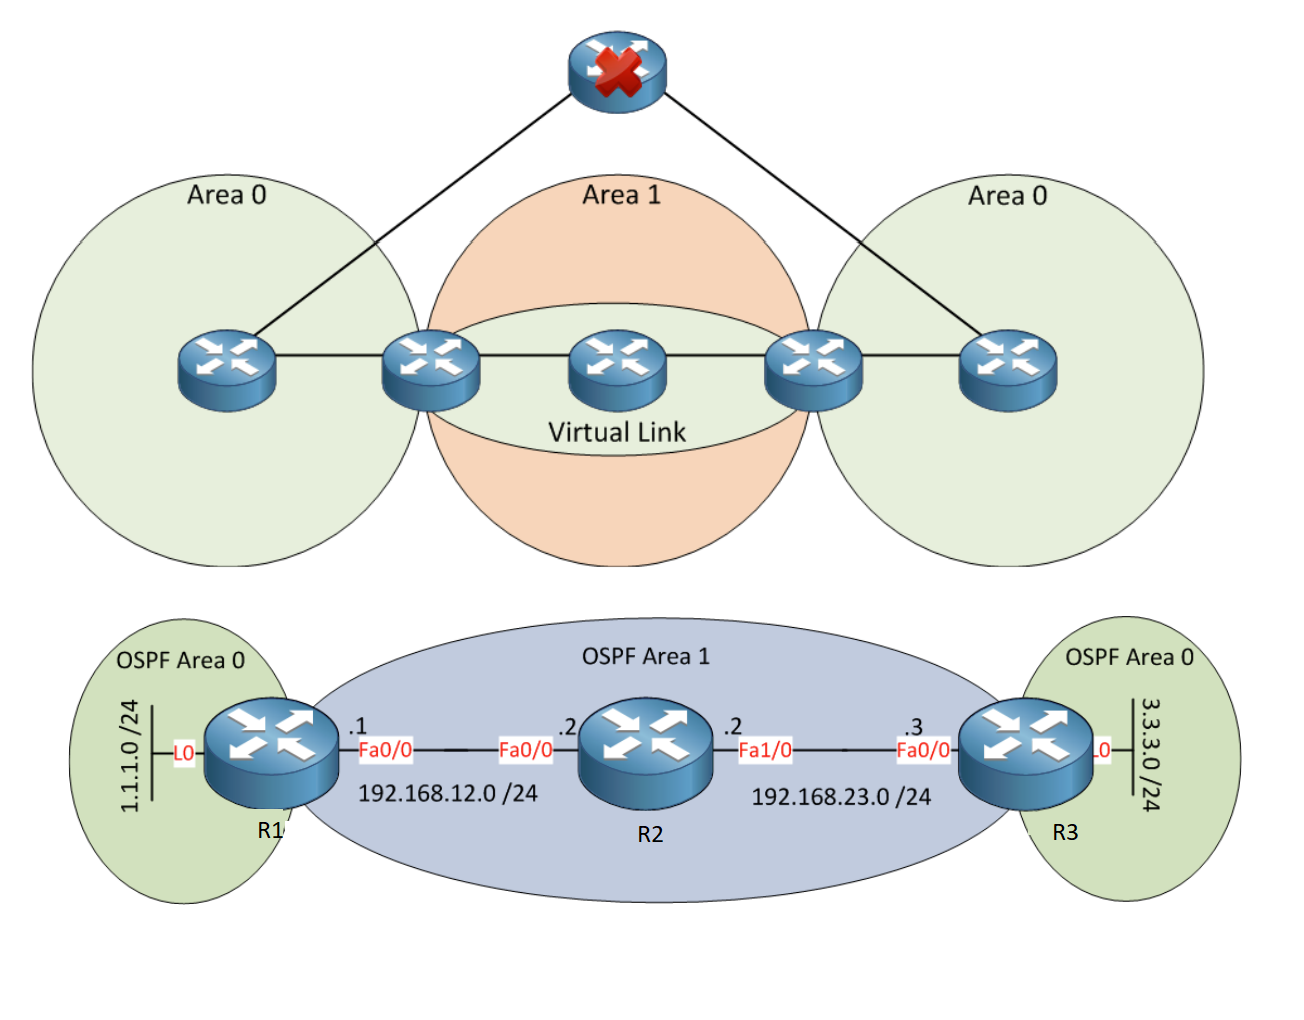 Area 0
Area 1
Area 0
Virtual Link
OSPF Area 0
OSPF Area 1
OSPF Area 0
1.1.1.0 /24
L0
.1
Fa0/0
.2
Fa0/0
.2
Fa1/0
.3
Fa0/0
L0
3.3.3.0 /24
192.168.12.0 /24
192.168.23.0 /24
R1
R2
R3